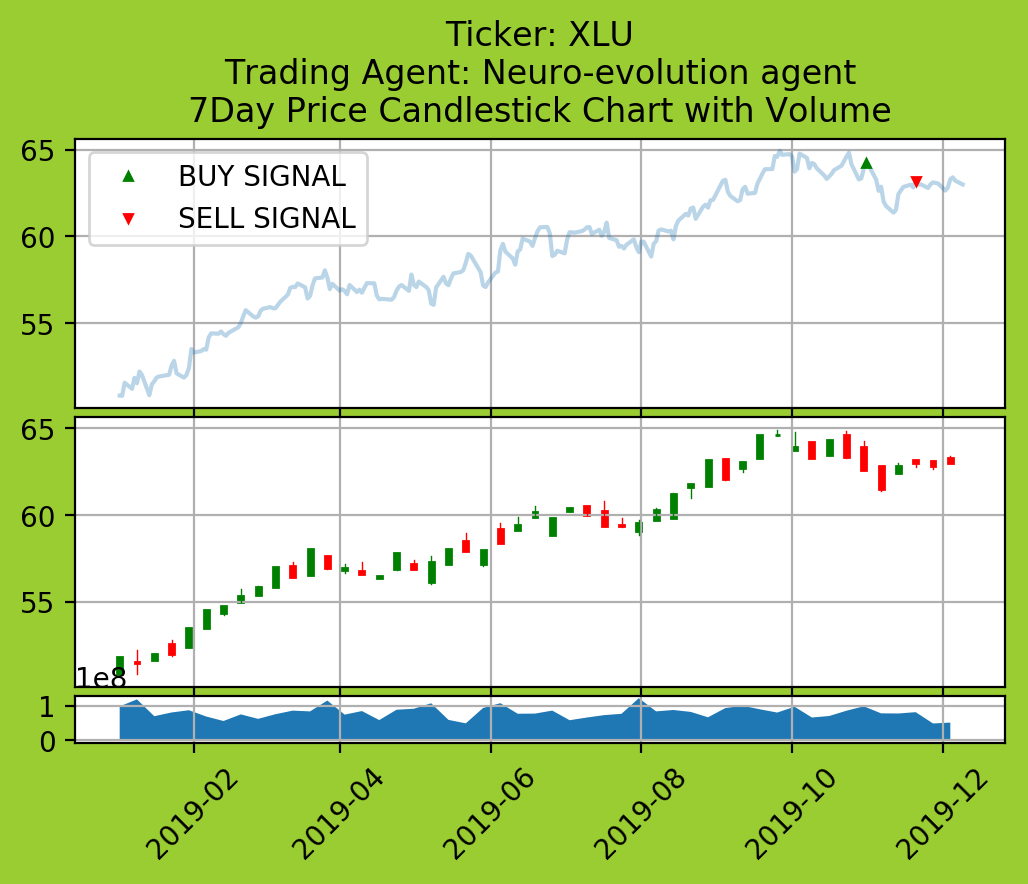 Ticker: XLU
Trading Agent: Neuro-evolution agent
7Day Price Candlestick Chart with Volume
65
60
55
BUY SIGNAL
SELL SIGNAL
65
60
55
1e8
1
0
2019-02
2019-04
2019-06
2019-08
2019-10
2019-12